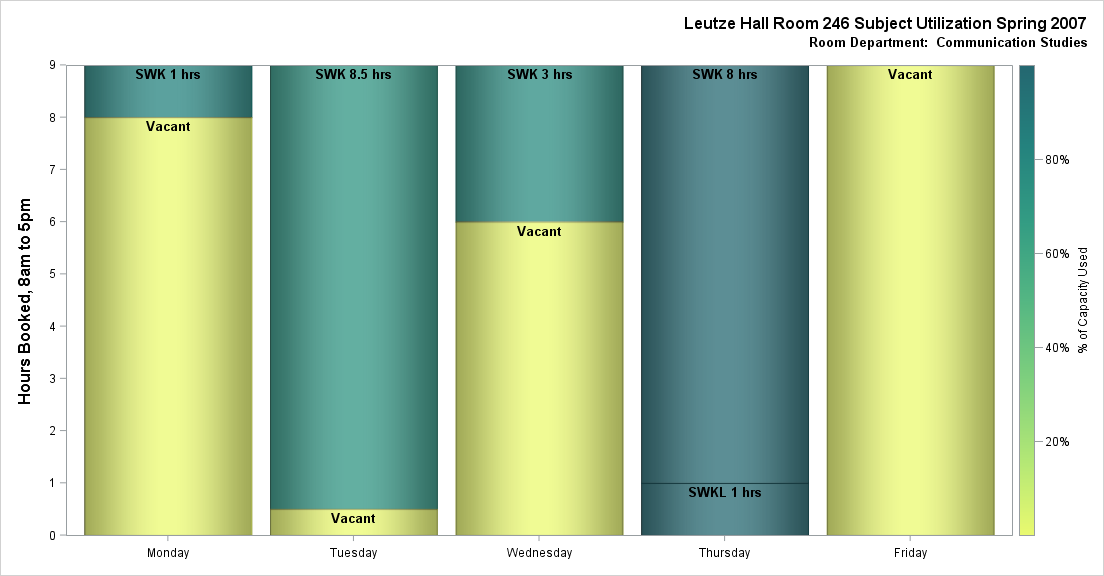 Leutze Hall Room 246 Subject Utilization Spring 2007
Room Department:  Communication Studies
Hours Booked, 8am to 5pm
9
8
7
6
5
4
3
2
1
0
SWK 1 hrs
Vacant
SWK 8.5 hrs
Vacant
SWK 3 hrs
Vacant
SWK 8 hrs
SWKL 1 hrs
Vacant
Monday
Tuesday
Wednesday
Thursday
Friday
80%
60%
40%
20%
% of Capacity Used